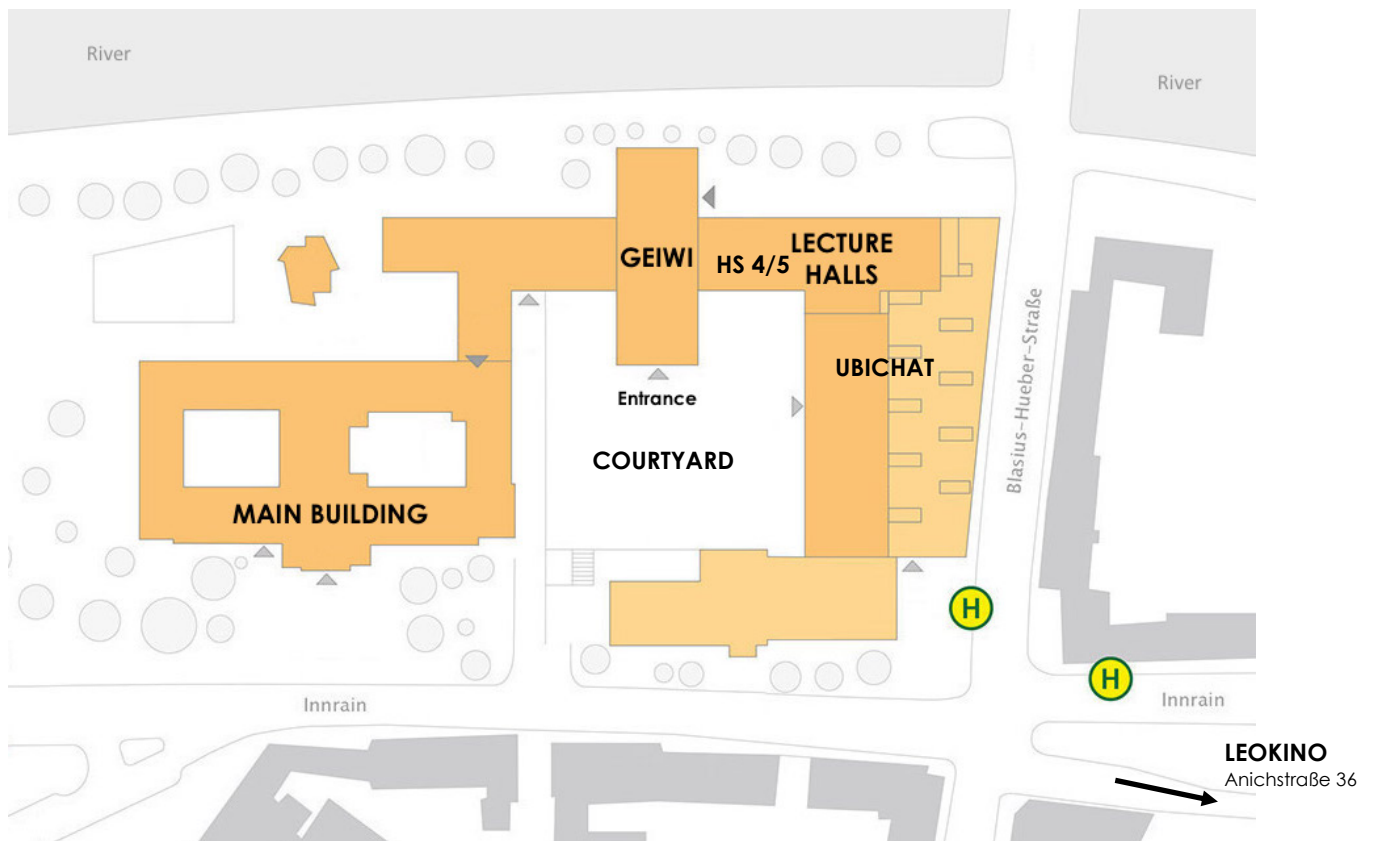 River
River
GEIWI
HS 4/5
LECTURE
HALLS
UBICHAT
Entrance
COURTYARD
MAIN BUILDING
Blasius-Hueber-Straße
H
H
Innrain
Innrain
LEOKINO
Anichstraße 36